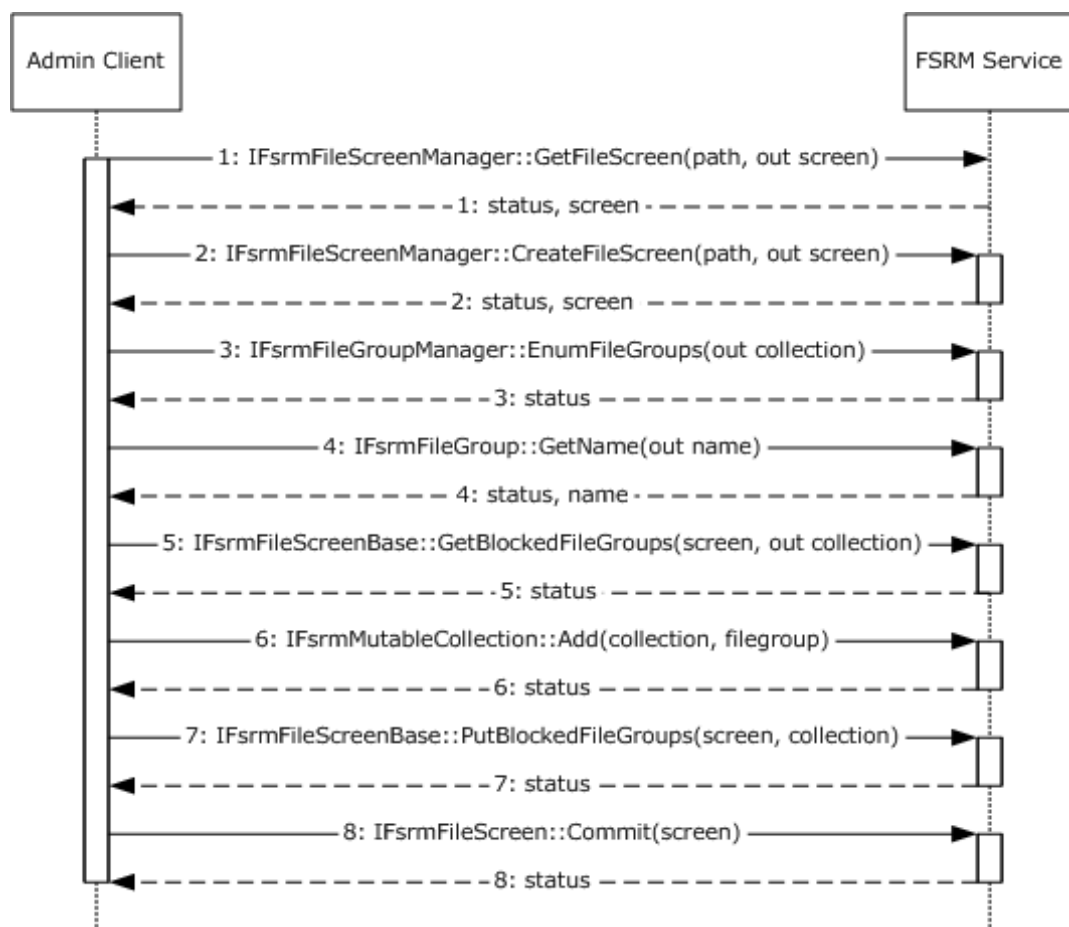 Admin Client
FSRM Service
1: IFsrmFileScreenManager::GetFileScreen(path, out screen)
1: status, screen
2: IFsrmFileScreenManager::CreateFileScreen(path, out screen)
2: status, screen
3: IFsrmFileGroupManager::EnumFileGroups(out collection)
3: status
4: IFsrmFileGroup::GetName(out name)
4: status, name
5: IFsrmFileScreenBase::GetBlockedFileGroups(screen, out collection)
5: status
6: IFsrmMutableCollection::Add(collection, filegroup)
6: status
7: IFsrmFileScreenBase::PutBlockedFileGroups(screen, collection)
7: status
8: IFsrmFileScreen::Commit(screen)
8: status